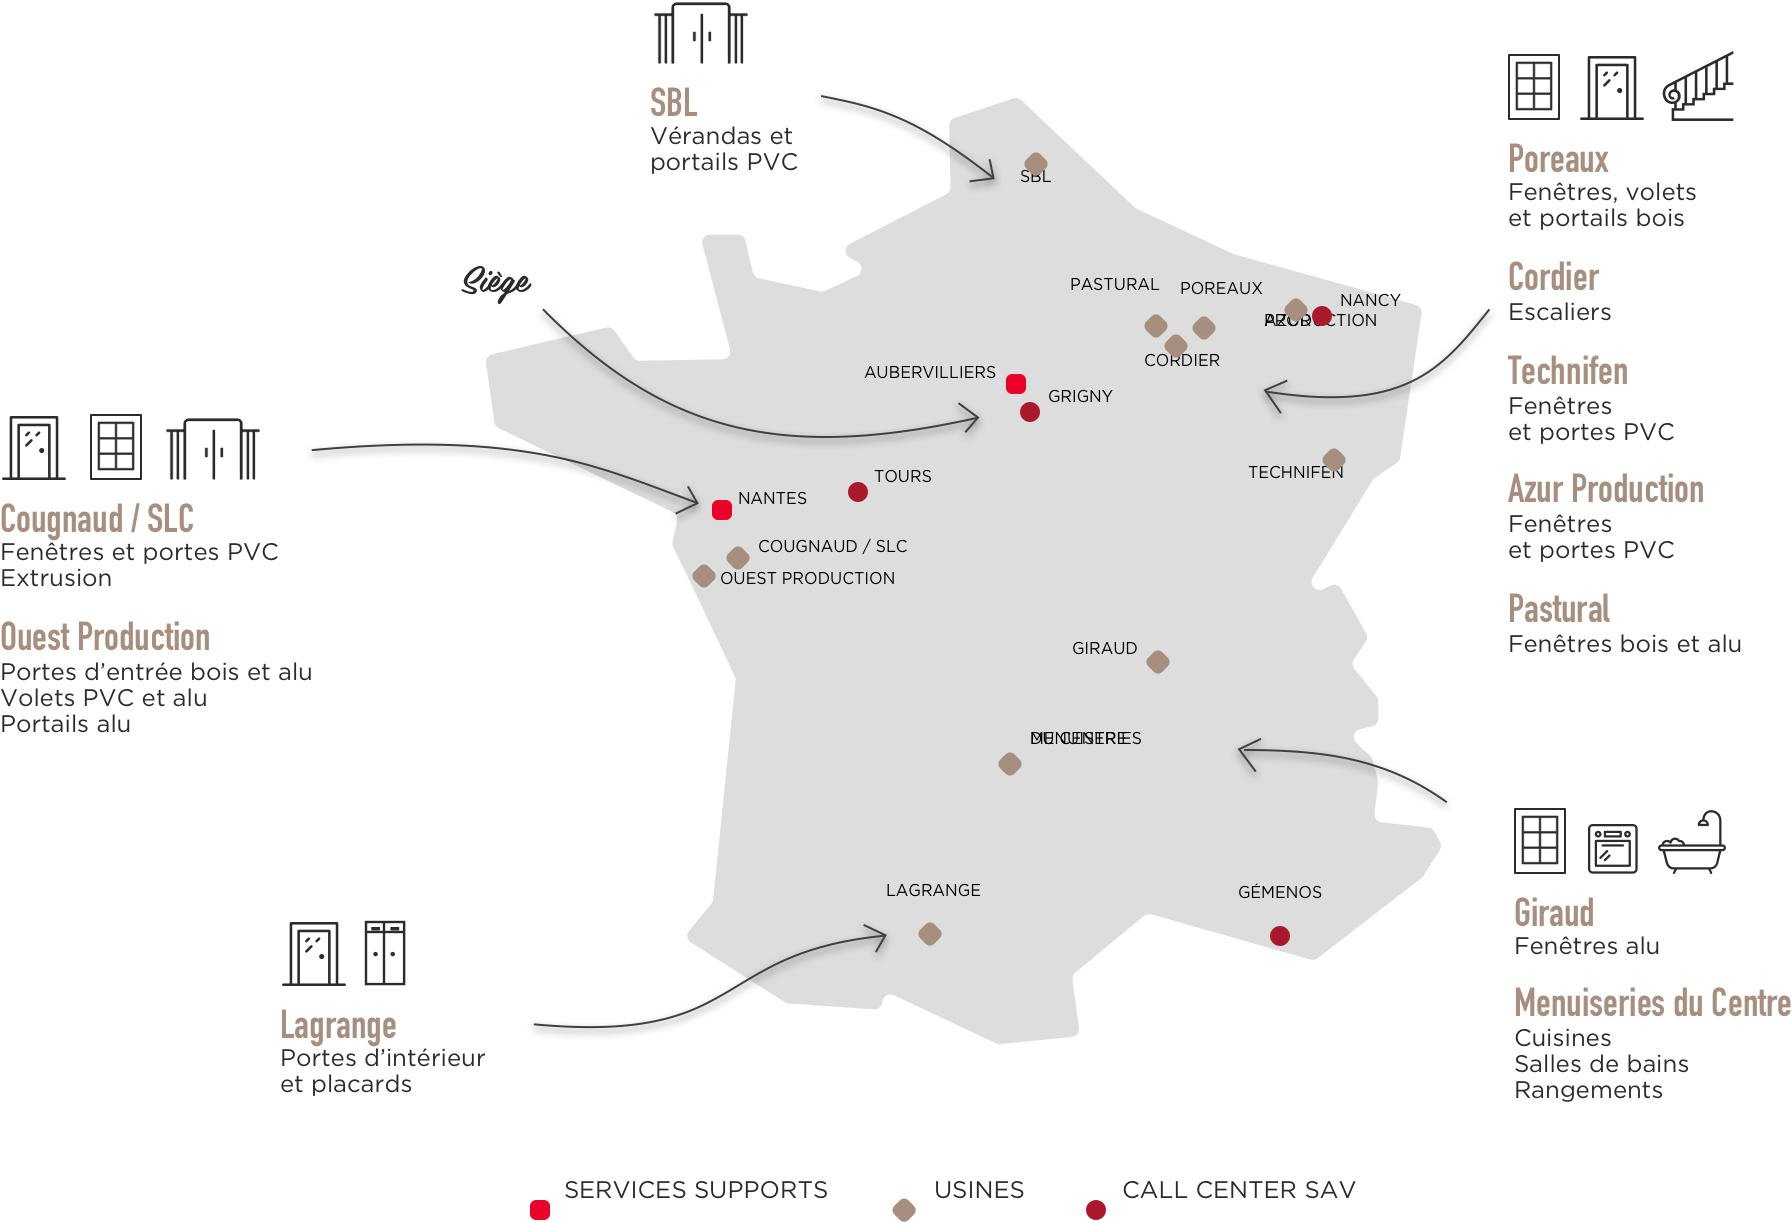 SBL
Vérandas et
portails PVC
Siège
Cougnaud / SLC
Fenêtres et portes PVC
Extrusion
Ouest Production
Portes d’entrée bois et alu
Volets PVC et alu
Portails alu
Lagrange
Portes d’intérieur
et placards
SBL
PASTURAL
POREAUX
NANCY
AZUR
PRODUCTION
CORDIER
AUBERVILLIERS
GRIGNY
TECHNIFEN
TOURS
NANTES
COUGNAUD / SLC
OUEST PRODUCTION
GIRAUD
MENUISERIES
DU CENTRE
LAGRANGE
GÉMENOS
Poreaux
Fenêtres, volets
et portails bois
Cordier
Escaliers
Technifen
Fenêtres
et portes PVC
Azur Production
Fenêtres
et portes PVC
Pastural
Fenêtres bois et alu
Giraud
Fenêtres alu
Menuiseries du Centre
Cuisines
Salles de bains
Rangements
SERVICES SUPPORTS
USINES
CALL CENTER SAV